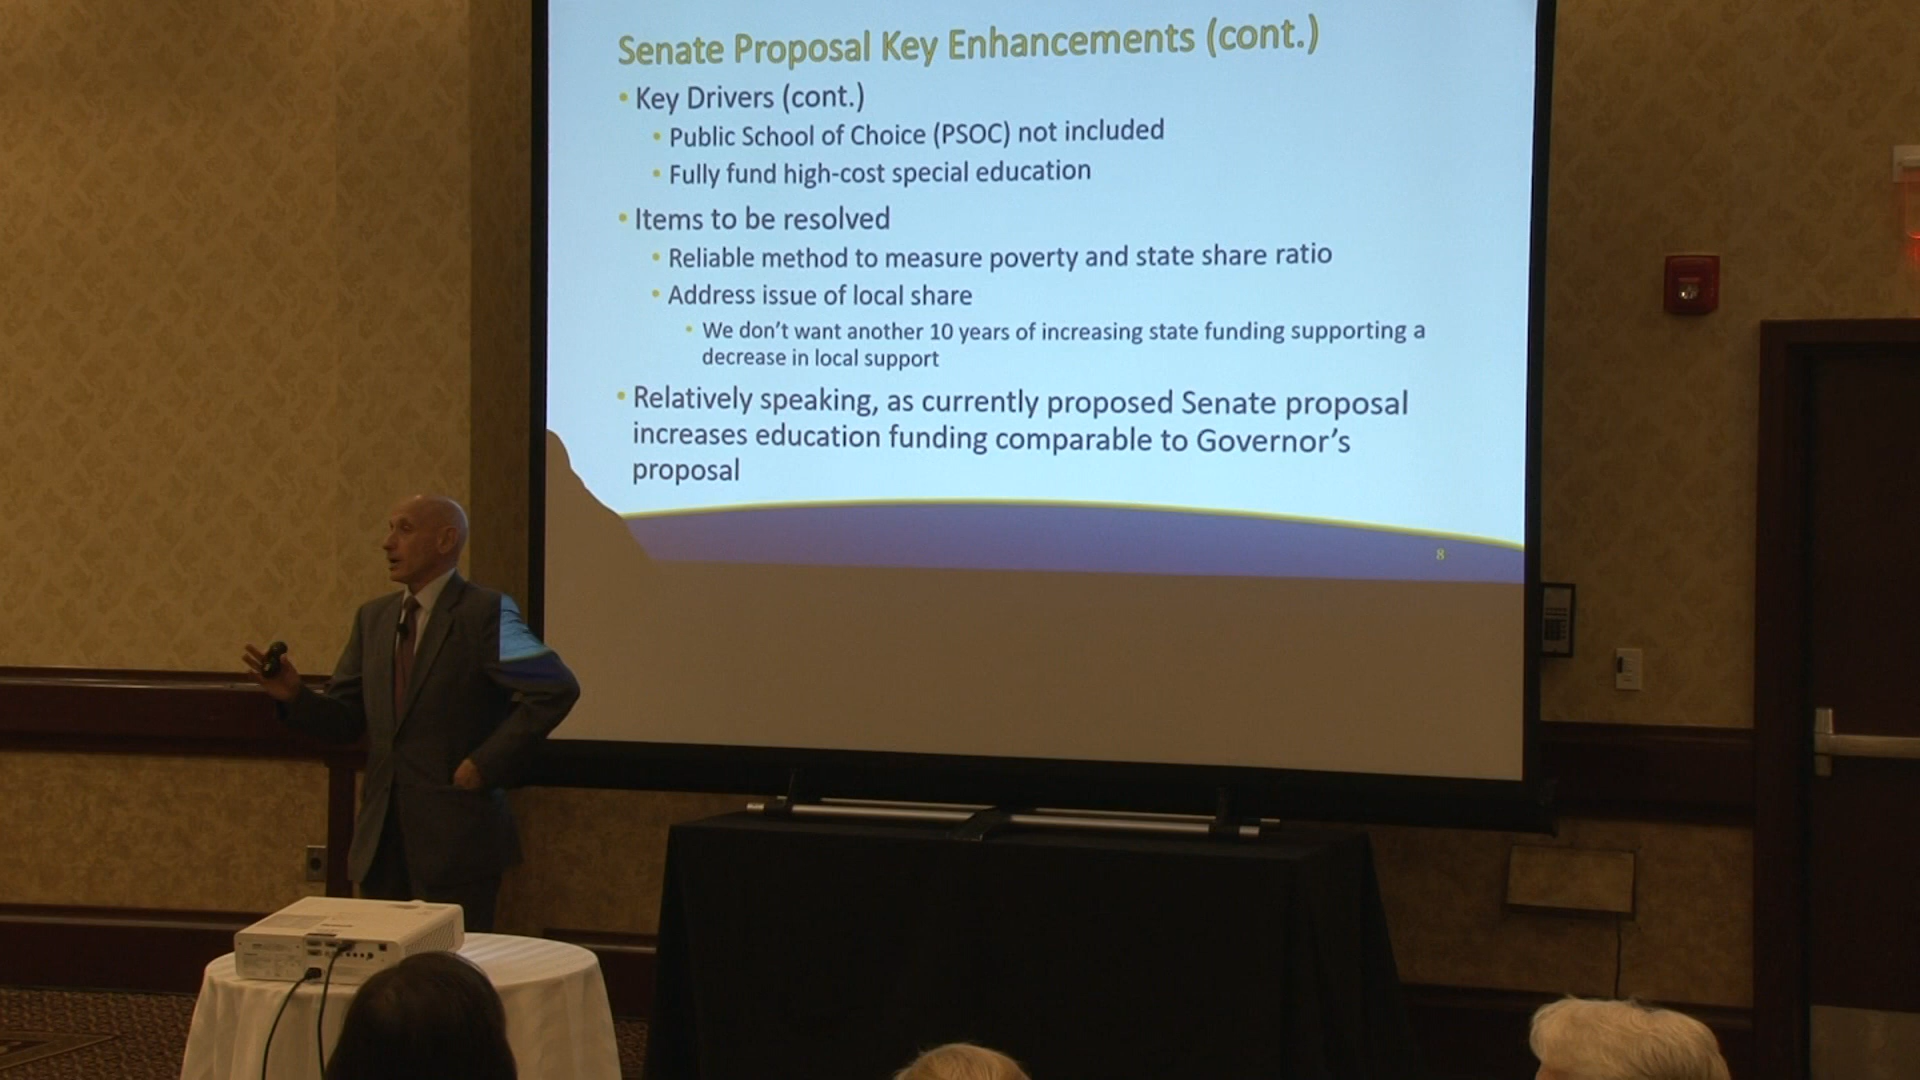 Senate Proposal Key Enhancements (cont.)
• Key Drivers (cont.)
• Public School of Choice (PSOC) not included
• Fully fund high-cost special education
• Items to be resolved
• Reliable method to measure poverty and state share ratio
• Address issue of local share
• We don't want another 10 years of increasing state funding supporting a
decrease in local support
• Relatively speaking, as currently proposed Senate proposal
increases education funding comparable to Governor's
proposal
8